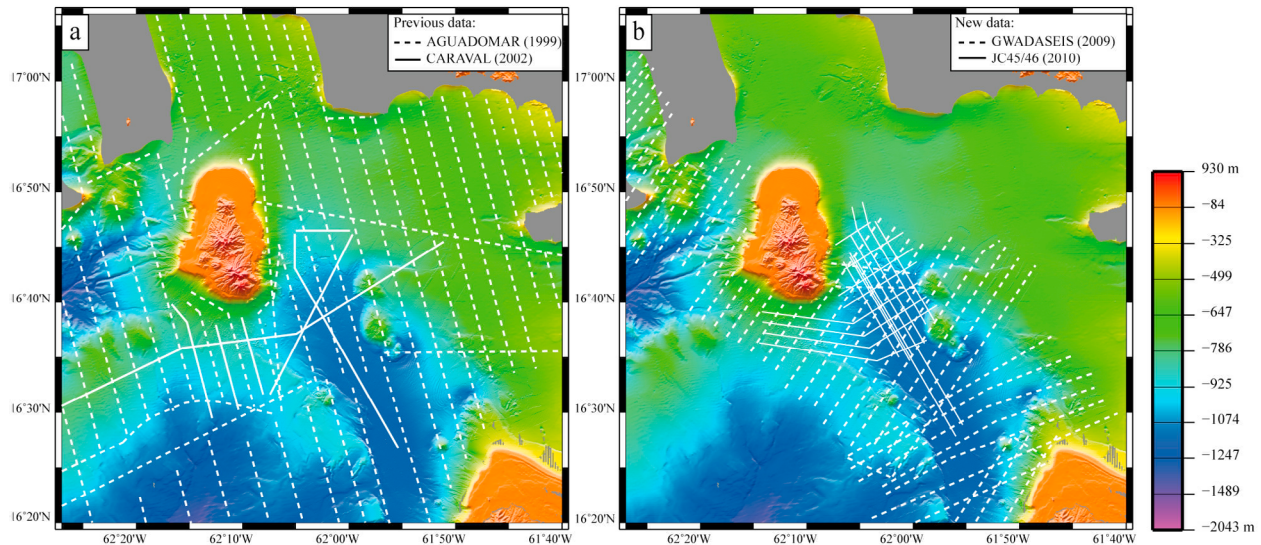 a
Previous data:
AGUADOMAR (1999)
CARAVAL (2002)
b
New data:
GWADASEIS (2009)
JC45/46 (2010)
17°00'N
16°50'N
16°40'N
16°30'N
16°20'N
62°20'W
62°10'W
62°00'W
61°50'W
61°40'W
17°00'N
16°50'N
16°40'N
16°30'N
16°20'N
62°20'W
62°10'W
62°00'W
61°50'W
61°40'W
930 m
−84
−325
−499
−647
−786
−925
−1074
−1247
−1489
−2043 m